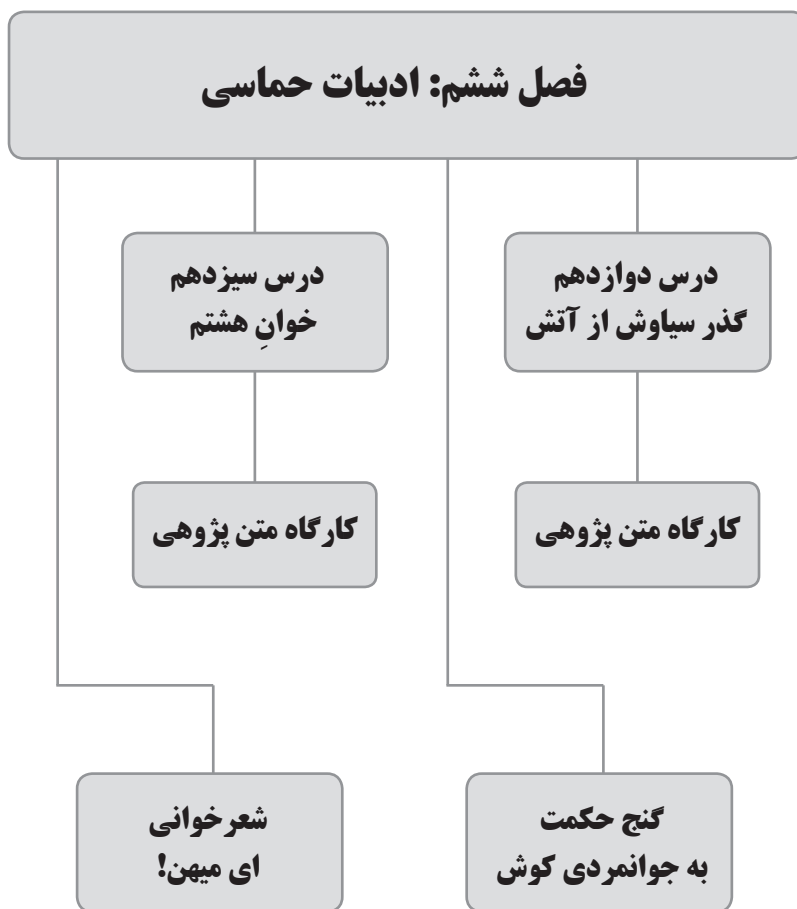 فصل ششم: ادبیات حماسی
درس دوازدهم
گذر سیاوش از آتش
درس سیزدهم
خوانِ هشتم
کارگاه متن پژوهی
کارگاه متن پژوهی
گنج حکمت
به جوانمردی کوش
شعرخوانی
ای میهن!